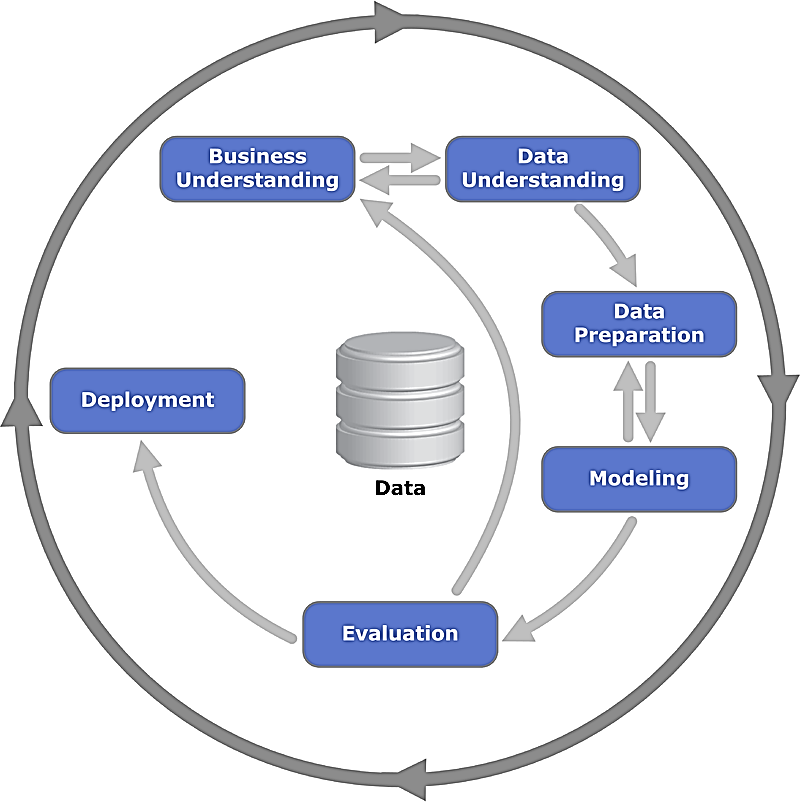 Business
Understanding
Data
Understanding
Data
Preparation
Deployment
Modeling
Data
Evaluation